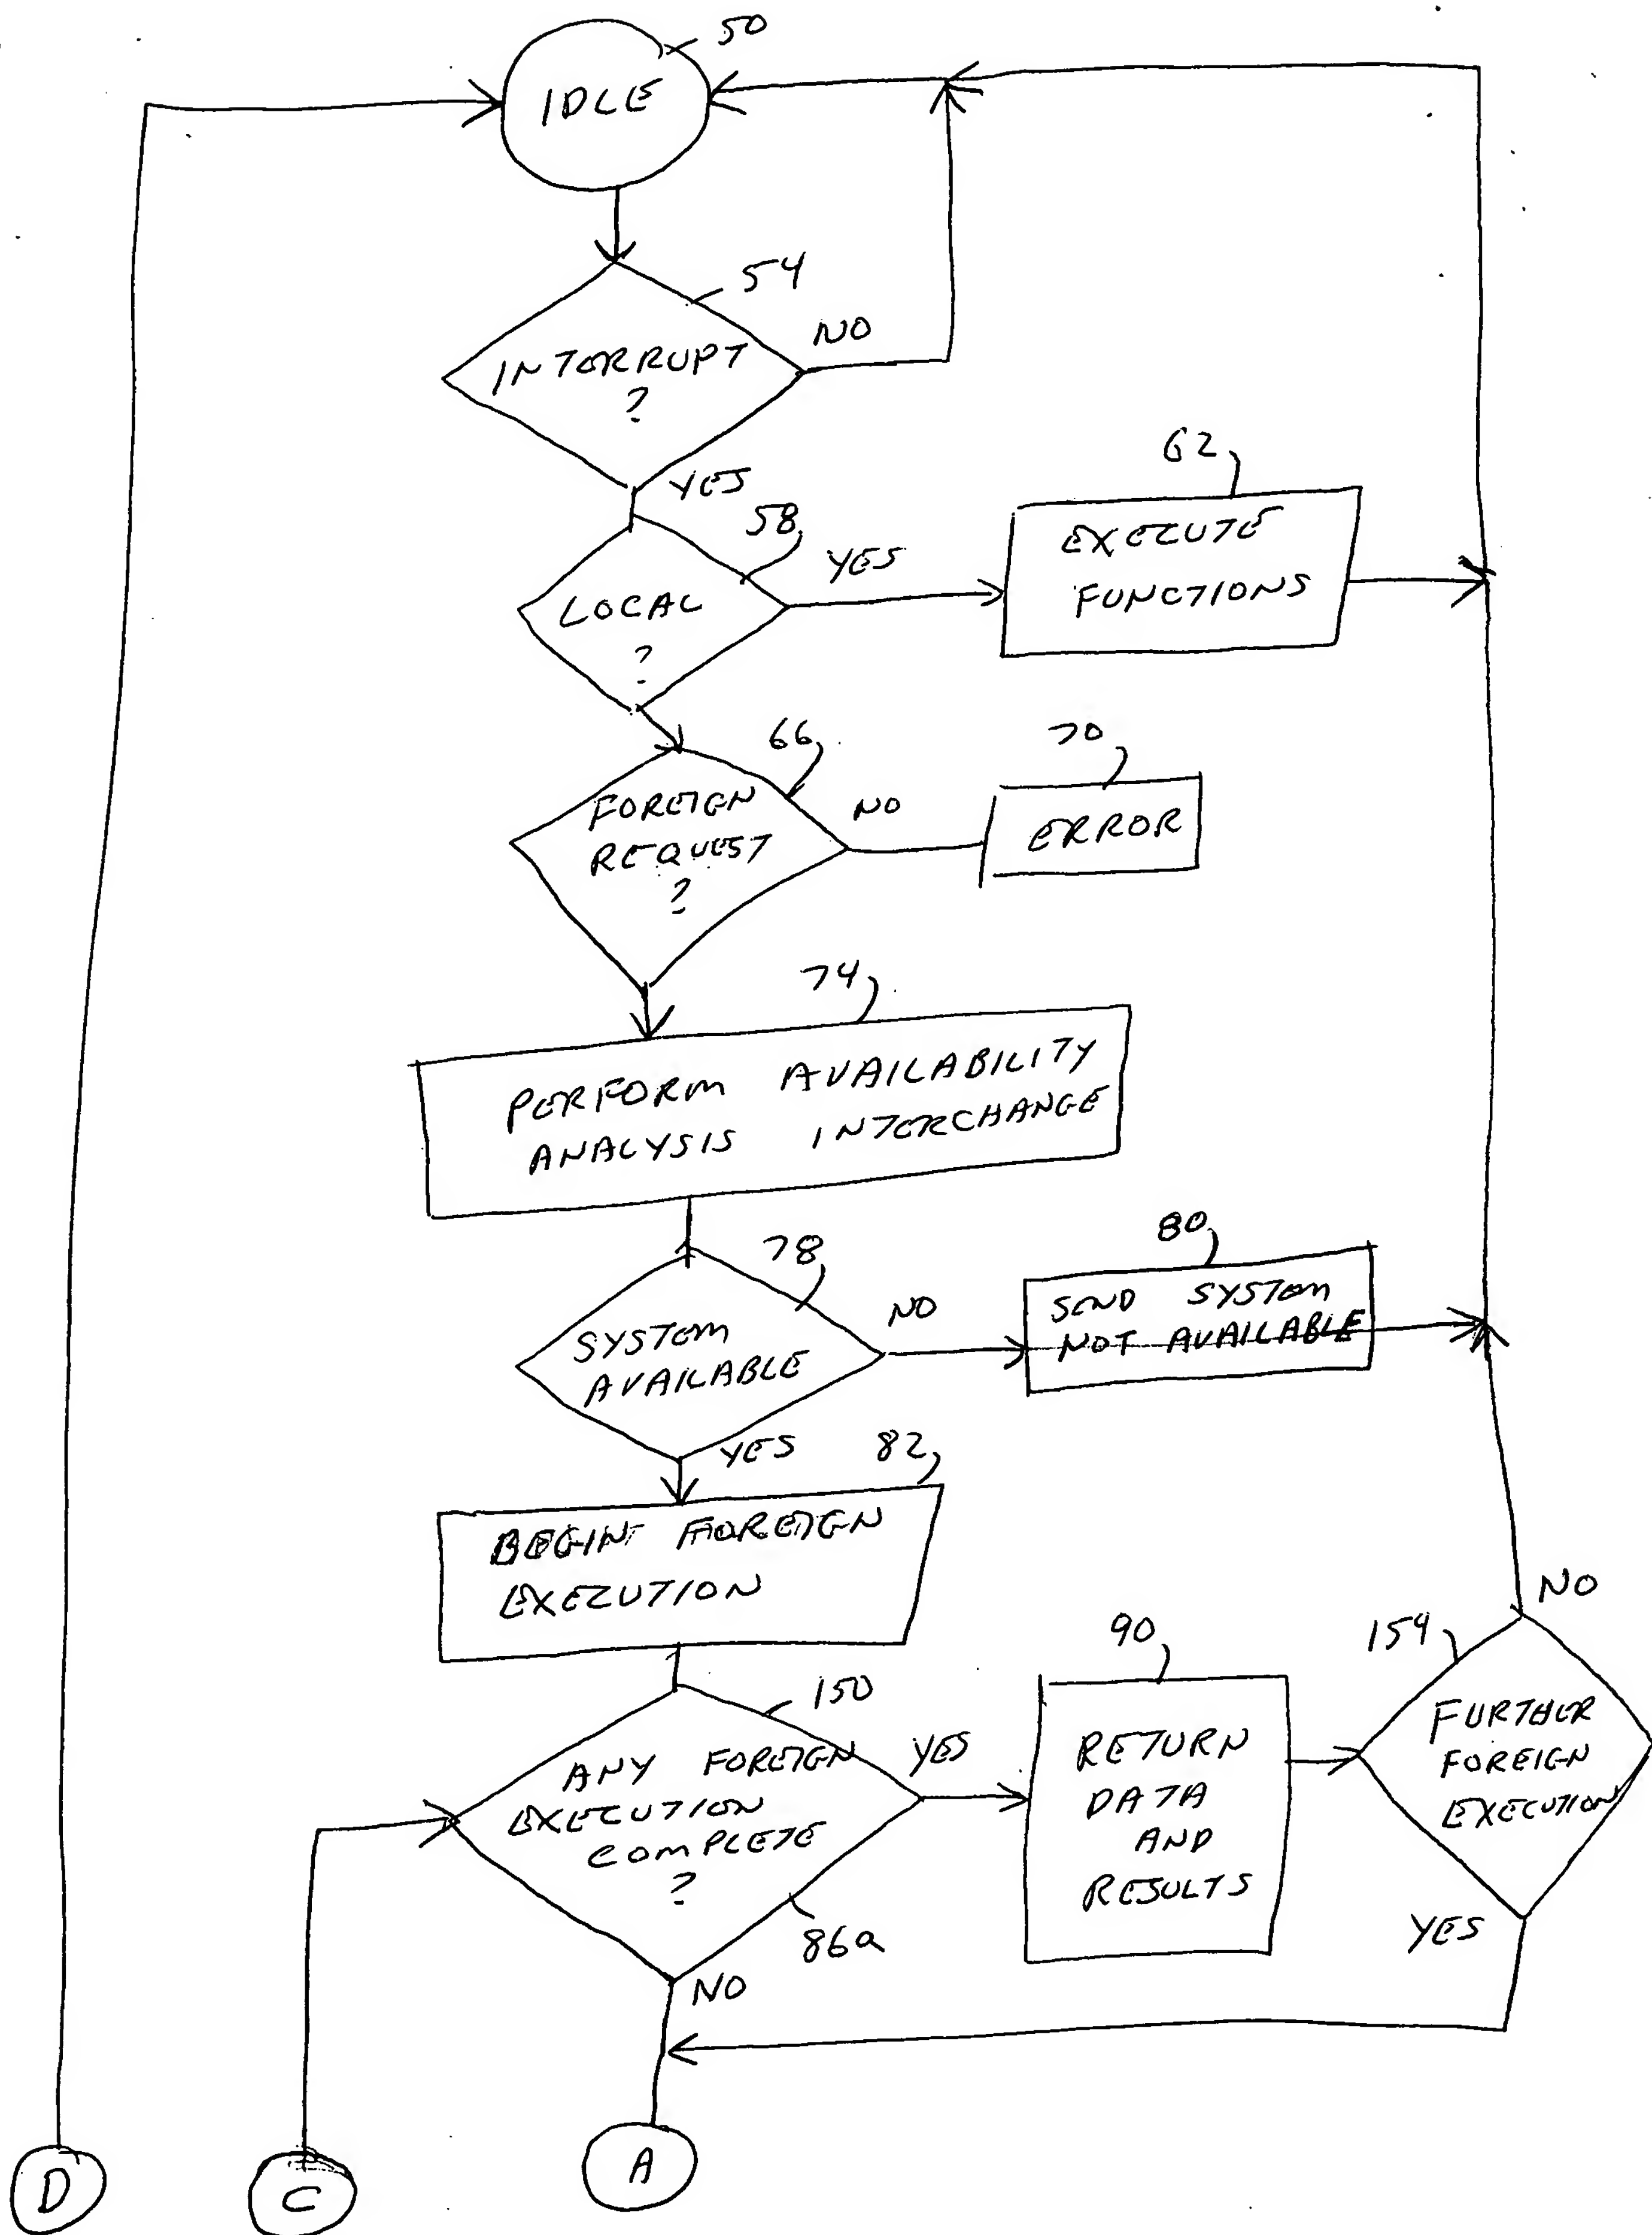 50
IDLE
54
INTERRUPT
?
NO
YES
58
LOCAL
?
YES
62
EXECUTE
FUNCTIONS
66
FOREIGN
REQUEST
?
NO
70
ERROR
74
PERFORM AVAILABILITY
ANALYSIS INTERCHANGE
78
SYSTEM
AVAILABLE
NO
80
SEND SYSTEM
NOT AVAILABLE
YES
82
BEGIN FOREIGN
EXECUTION
150
ANY FOREIGN
EXECUTION
COMPLETE
?
86a
YES
90
RETURN
DATA
AND
RESULTS
154
FURTHER
FOREIGN
EXECUTION
NO
YES
NO
D
C
A